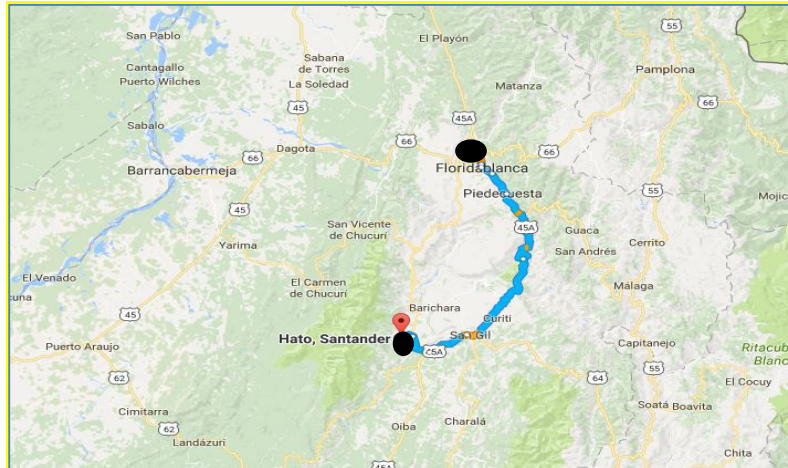 San Pablo
El Playón
55
Cantagallo
Puerto Wilches
Sabana
de Torres
La Soledad
Matanza
Pamplona
45
45A
66
Sabalo
Dagota
66
66
66
Barrancabermeja
Floridablanca
Piedecuesta
55
Mojic
45
San Vicente
de Chucurí
45A
Guaca
San Andrés
Cerrito
Yarima
El Venado
cuna
El Carmen
de Chucurí
Málaga
45
Barichara
Curití
Hato, Santander
San Gil
Capitanejo
Puerto Araujo
45A
Ritacub
Blanc
62
64
55
El Cocuy
Cimitarra
Soatá
Boavita
Oiba
Charalá
62
Landázuri
45A
55
Chita